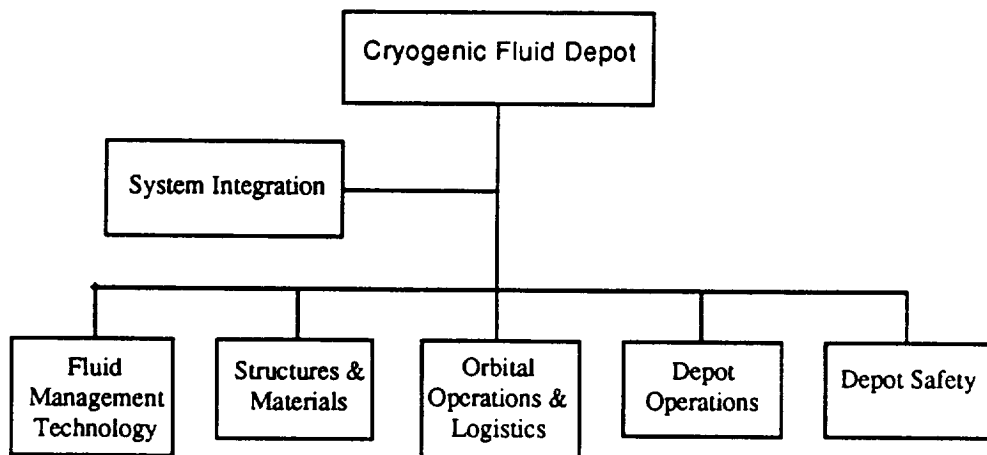 Cryogenic Fluid Depot
System Integration
Fluid
Management
Technology
Structures &
Materials
Orbital
Operations &
Logistics
Depot
Operations
Depot Safety